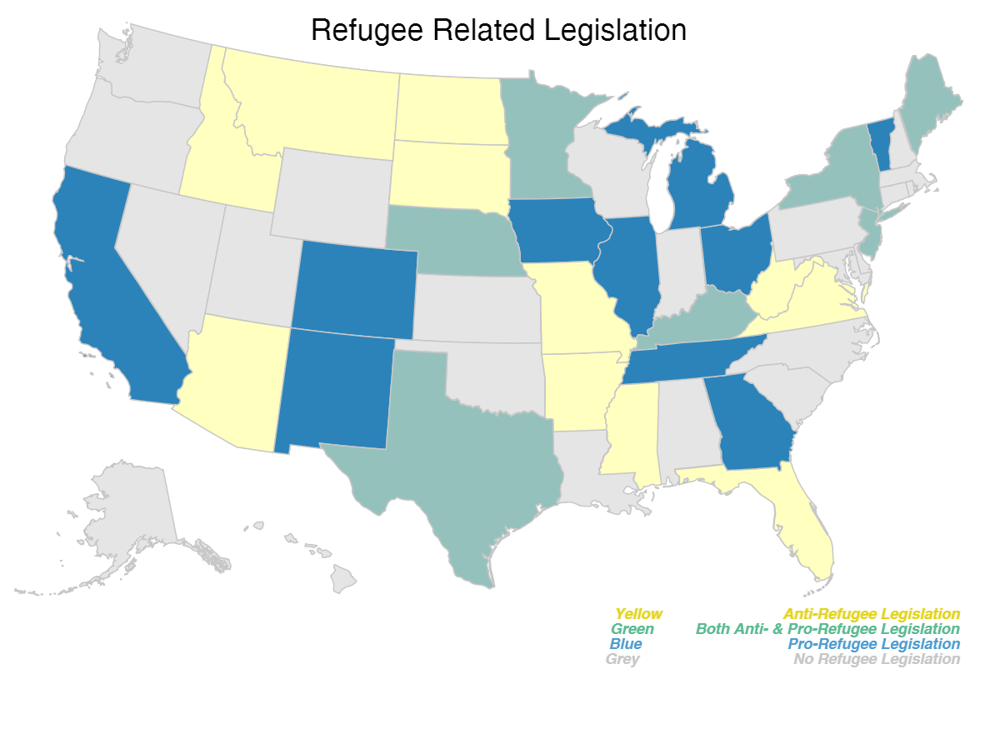 Refugee Related Legislation
Yellow Anti-Refugee Legislation
Green Both Anti- & Pro-Refugee Legislation
Blue Pro-Refugee Legislation
Grey No Refugee Legislation